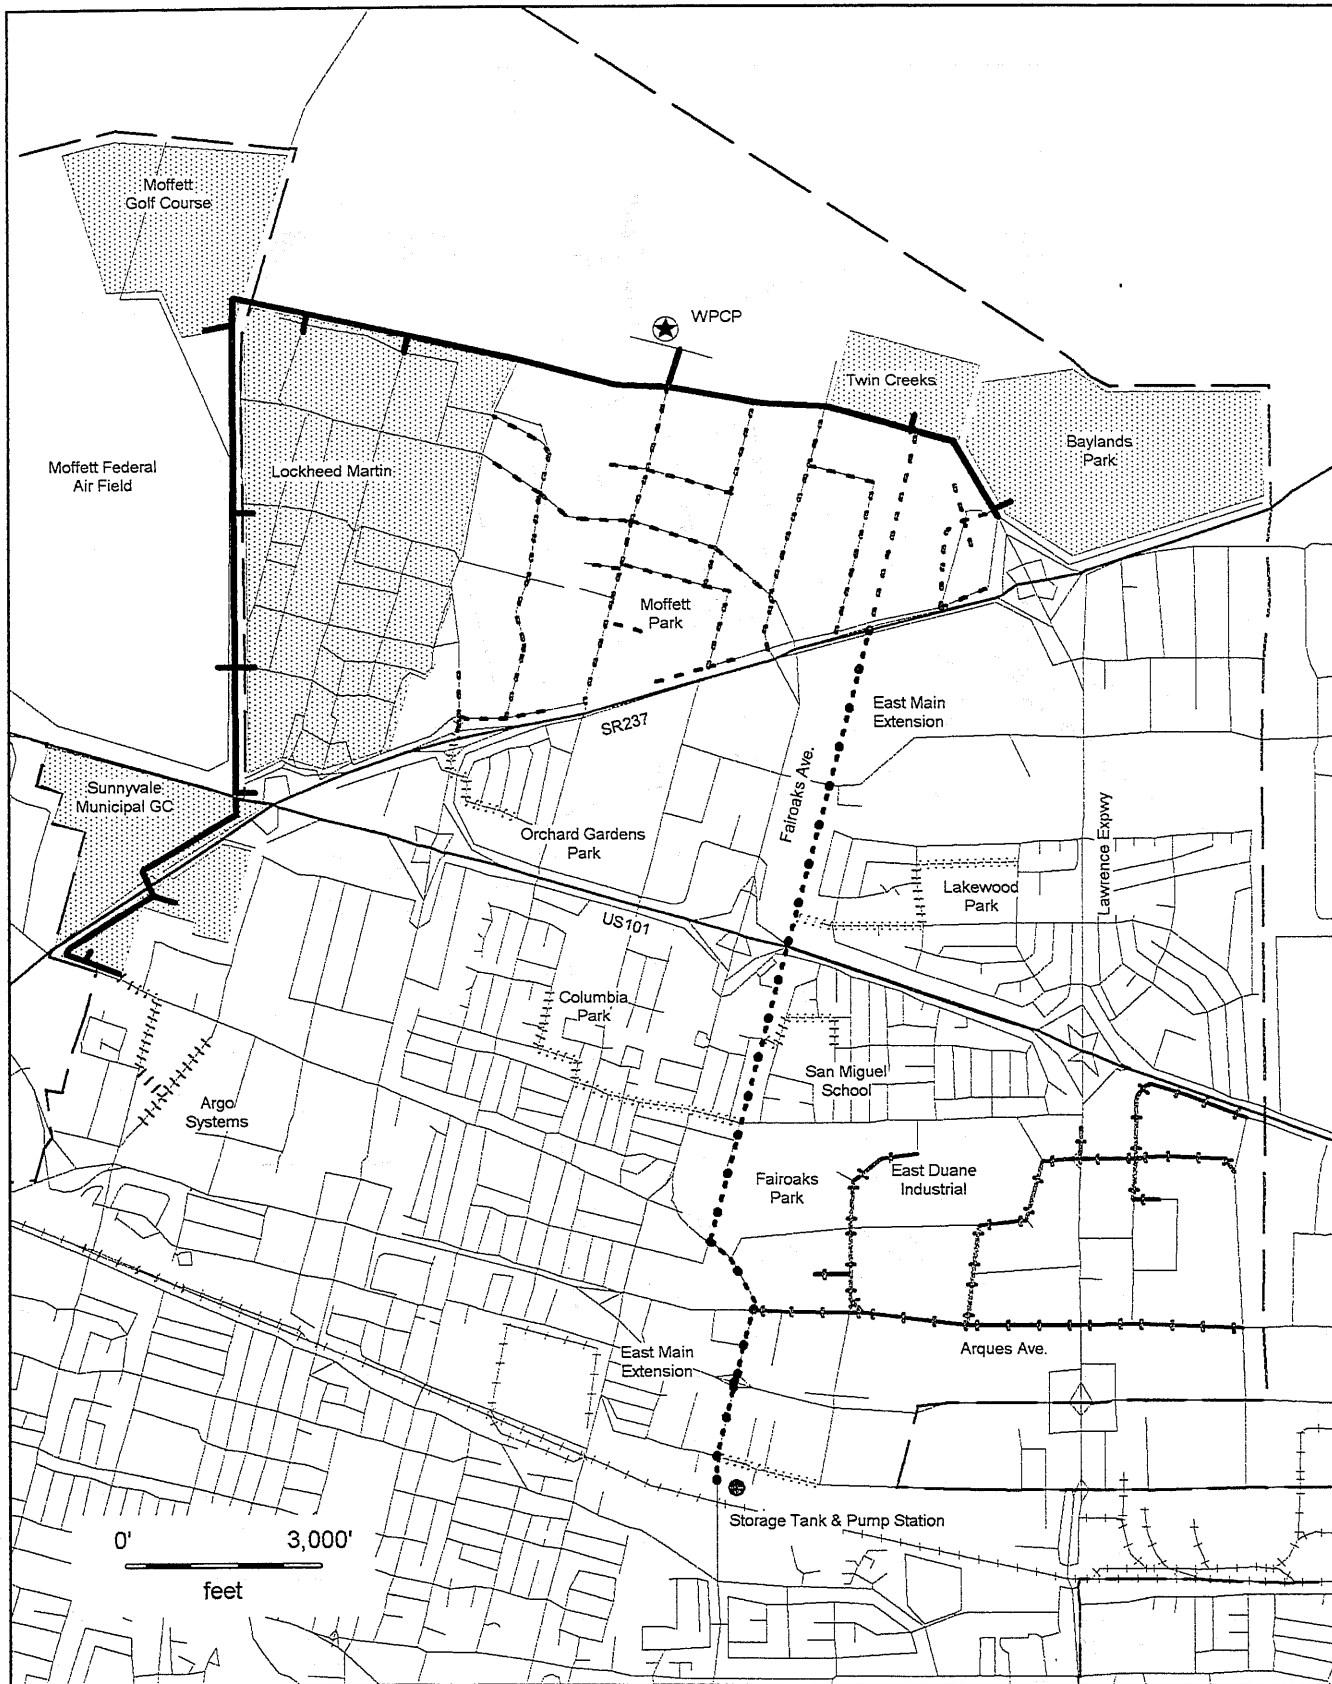 Moffett
Golf Course
WPCP
Twin Creeks
Baylands
Park
Moffett Federal
Air Field
Lockheed Martin
Moffett
Park
East Main
Extension
SR237
Fairoaks Ave.
Sunnyvale
Municipal GC
Orchard Gardens
Park
Lawrence Expwy
Lakewood
Park
US101
Columbia
Park
San Miguel
School
Argo
Systems
Fairoaks
Park
East Duane
Industrial
East Main
Extension
Arques Ave.
Storage Tank & Pump Station
0' 3,000'
feet